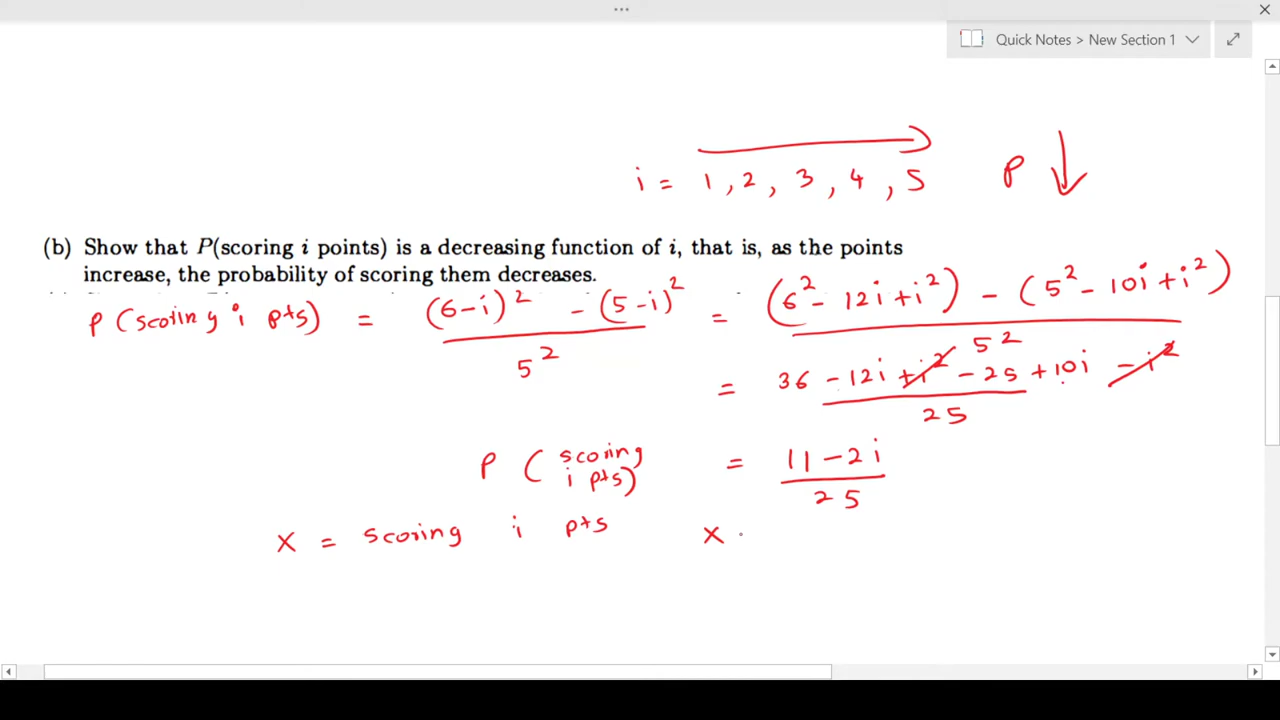 Quick Notes > New Section 1
i = 1, 2, 3, 4, 5 P ↓
(b) Show that P(scoring i points) is a decreasing function of i, that is, as the points
increase, the probability of scoring them decreases.
P (scoring i pts) = ((6-i)² - (5-i)²) / 5² = ((6² - 12i + i²) - (5² - 10i + i²)) / 5²
= (36 - 12i + i² - 25 + 10i - i²) / 25
P (scoring i pts) = (11 - 2i) / 25
X = scoring i pts X